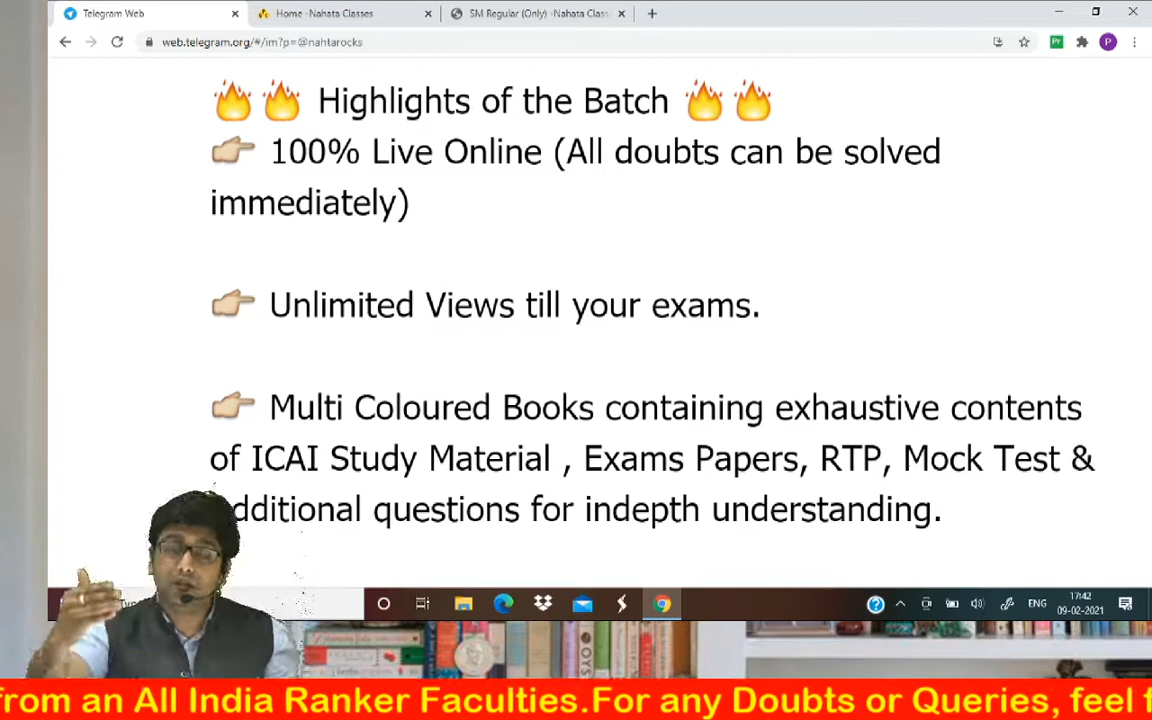 Telegram Web
Home -Nahata Classes
SM Regular (Only) -Nahata Class
web.telegram.org/#/im?p=@nahtarocks
🔥🔥 Highlights of the Batch 🔥🔥
👉 100% Live Online (All doubts can be solved
immediately)
👉 Unlimited Views till your exams.
👉 Multi Coloured Books containing exhaustive contents
of ICAI Study Material , Exams Papers, RTP, Mock Test &
dditional questions for indepth understanding.
ENG
17:42
09-02-2021
from an All India Ranker Faculties.For any Doubts or Queries, feel f